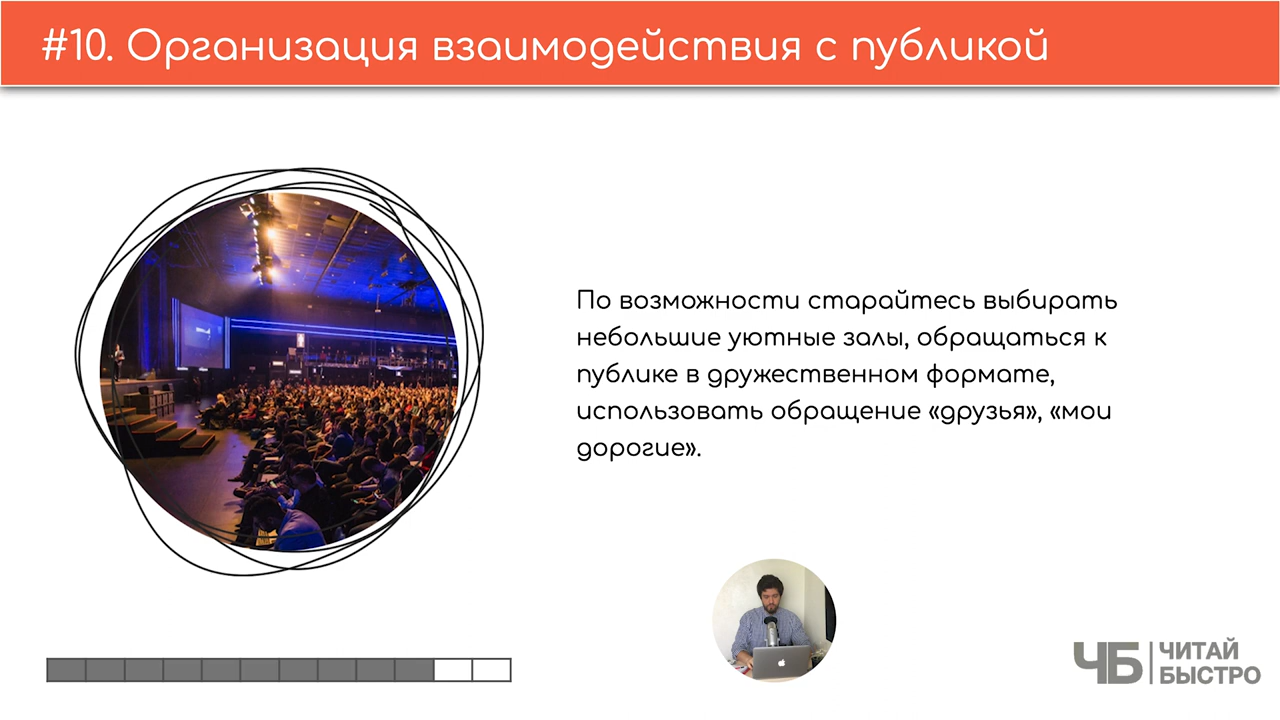 #10. Организация взаимодействия с публикой
По возможности старайтесь выбирать
небольшие уютные залы, обращаться к
публике в дружественном формате,
использовать обращение «друзья», «мои
дорогие».
ЧБ
ЧИТАЙ
БЫСТРО